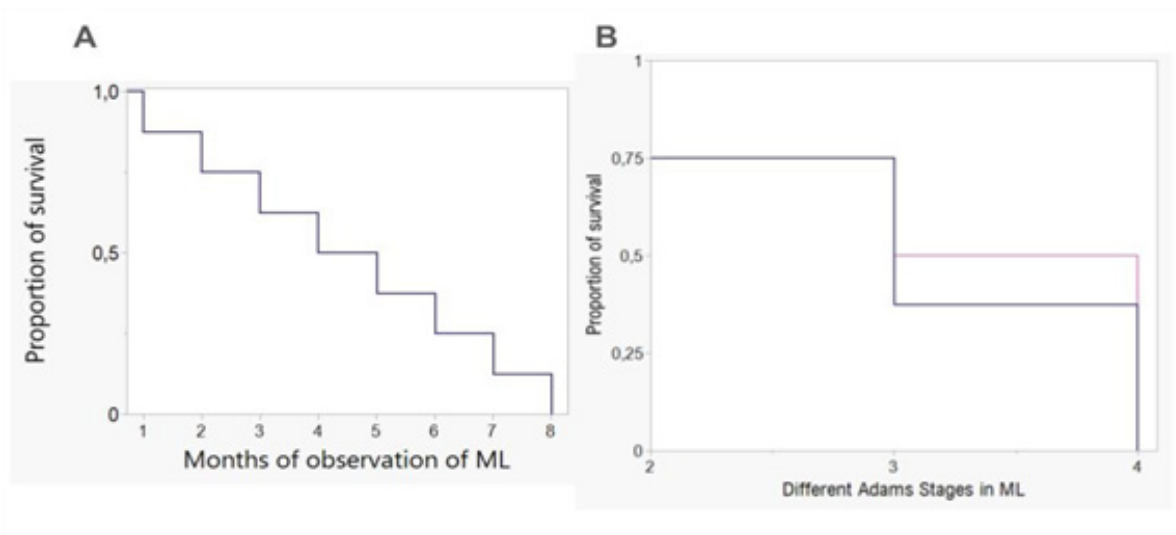 A
Proportion of survival
1,0
0,5
0
1 2 3 4 5 6 7 8
Months of observation of ML
B
Proportion of survival
1
0,75
0,5
0,25
0
2 3 4
Different Adams Stages in ML